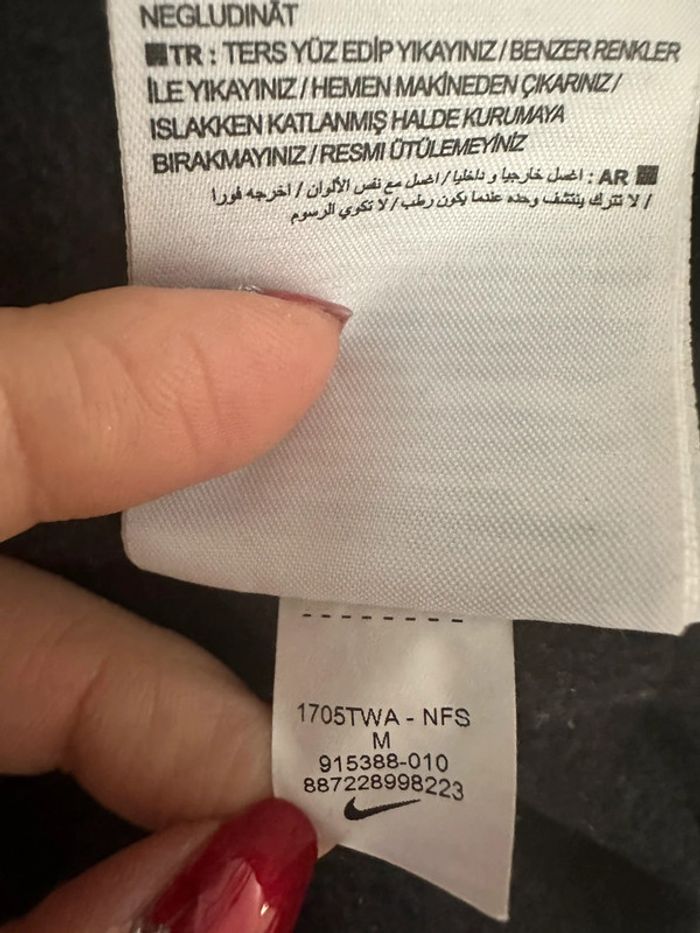 NEGLUDINĀT
TR : TERS YÜZ EDİP YIKAYINIZ / BENZER RENKLER
İLE YIKAYINIZ / HEMEN MAKİNEDEN ÇIKARINIZ /
ISLAKKEN KATLANMIŞ HALDE KURUMAYA
BIRAKMAYINIZ / RESMI ÜTÜLEMEYİNİZ
AR : اغسل خارجيا و داخليا / اغسل مع نفس الألوان / اخرجه فورا
/ لا تترك ينتشف وحده عندما يكون رطب / لا تكوي الرسوم
1705TWA - NFS
M
915388-010
887228998223